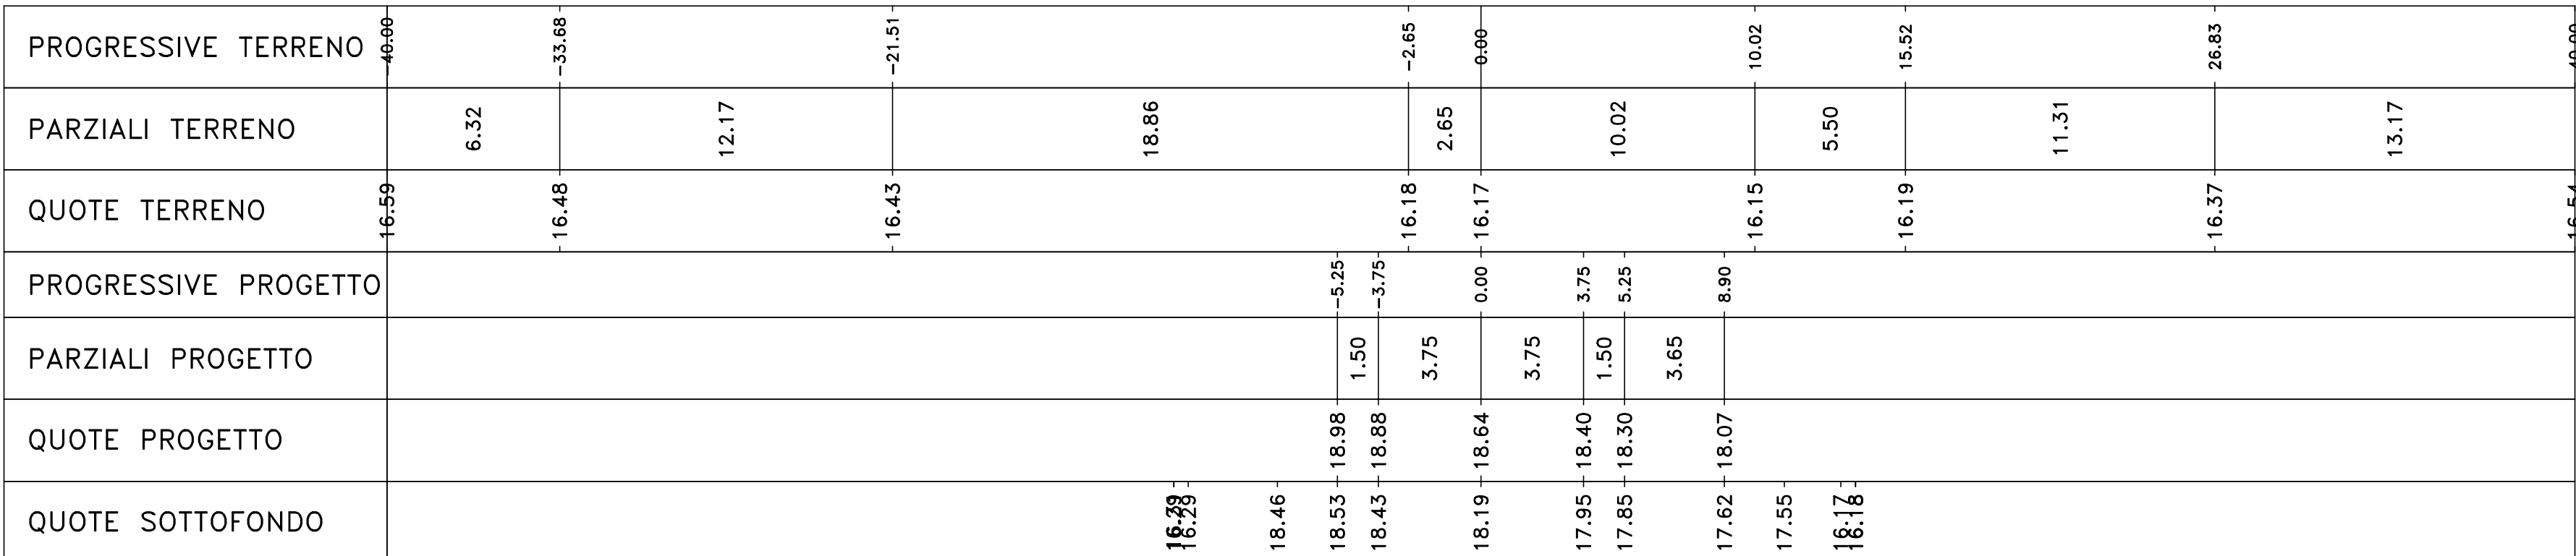 PROGRESSIVE TERRENO -40.00 -33.68 -21.51 -2.65 0.00 10.02 15.52 26.83 40.00
PARZIALI TERRENO 6.32 12.17 18.86 2.65 10.02 5.50 11.31 13.17
QUOTE TERRENO 16.59 16.48 16.43 16.18 16.17 16.15 16.19 16.37 16.54
PROGRESSIVE PROGETTO -5.25 -3.75 0.00 3.75 5.25 8.90
PARZIALI PROGETTO 1.50 3.75 3.75 1.50 3.65
QUOTE PROGETTO 18.98 18.88 18.64 18.40 18.30 18.07
QUOTE SOTTOFONDO 16.29 18.46 18.53 18.43 18.19 17.95 17.85 17.62 17.55 16.17 16.18